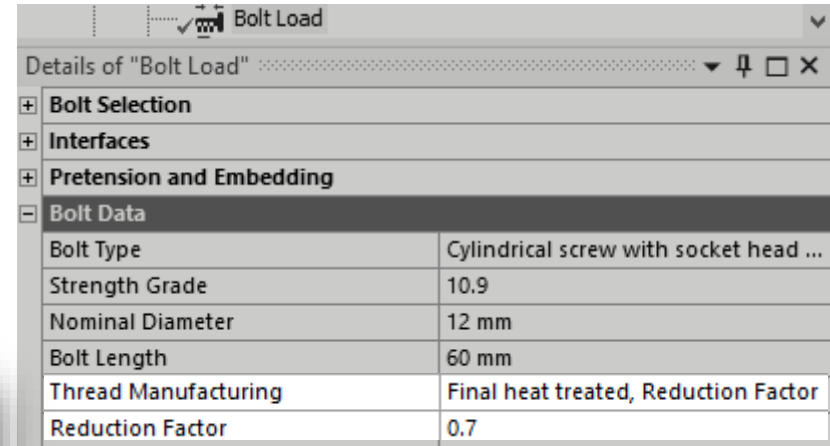 Bolt Load
Details of "Bolt Load"
Bolt Selection
Interfaces
Pretension and Embedding
Bolt Data
Bolt Type Cylindrical screw with socket head ...
Strength Grade 10.9
Nominal Diameter 12 mm
Bolt Length 60 mm
Thread Manufacturing Final heat treated, Reduction Factor
Reduction Factor 0.7